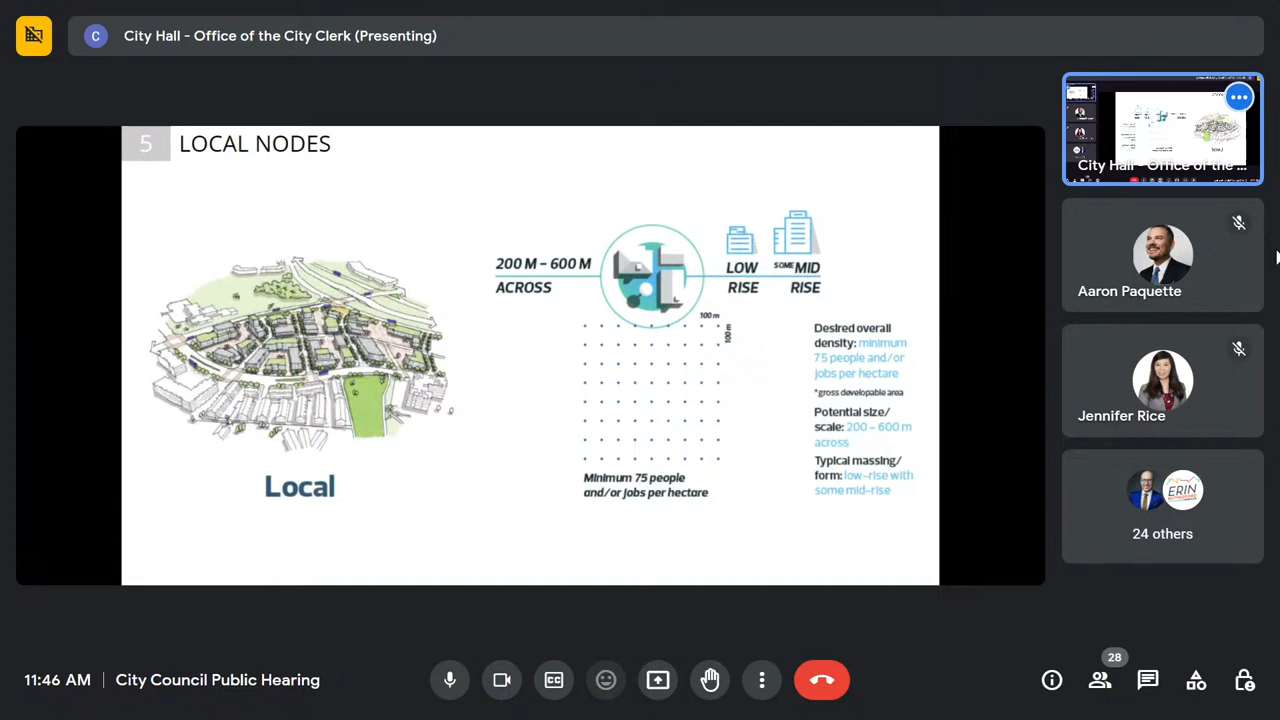 C City Hall - Office of the City Clerk (Presenting)
5 LOCAL NODES
200 M – 600 M
ACROSS
LOW
RISE
SOME MID
RISE
100 m
100 m
Minimum 75 people
and/or jobs per hectare
Local
Desired overall
density: minimum
75 people and/or
jobs per hectare
*gross developable area
Potential size/
scale: 200 – 600 m
across
Typical massing/
form: low-rise with
some mid-rise
City Hall - Office of the ...
Aaron Paquette
Jennifer Rice
ERIN
24 others
11:46 AM | City Council Public Hearing
CC
28